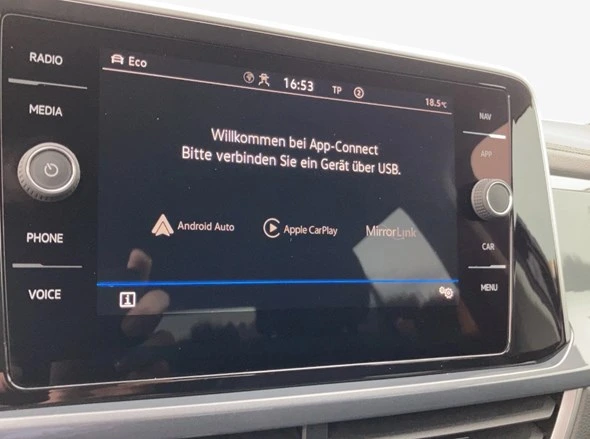 RADIO
MEDIA
PHONE
VOICE
Eco
16:53 TP 2
18.5°C
Willkommen bei App-Connect
Bitte verbinden Sie ein Gerät über USB.
Android Auto Apple CarPlay MirrorLink
i
NAV
APP
CAR
MENU